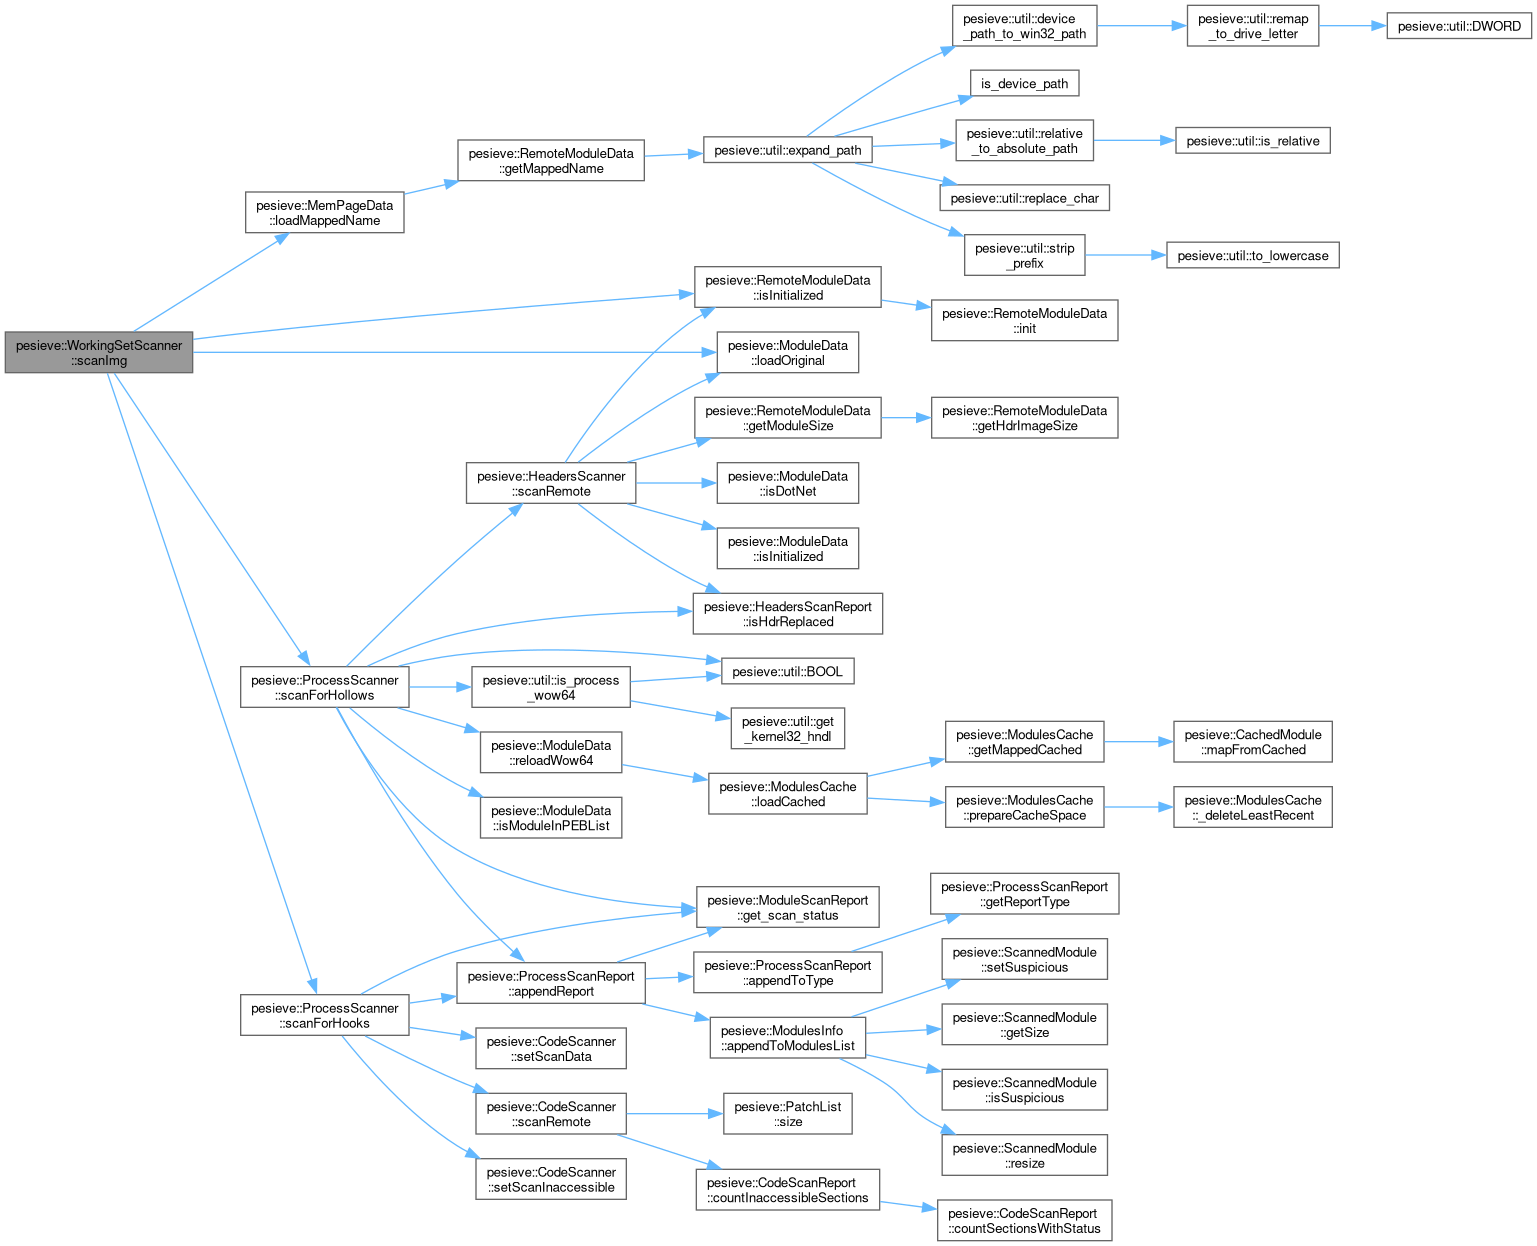 pesieve::WorkingSetScanner
::scanImg
pesieve::MemPageData
::loadMappedName
pesieve::RemoteModuleData
::getMappedName
pesieve::util::expand_path
pesieve::util::device
_path_to_win32_path
pesieve::util::remap
_to_drive_letter
pesieve::util::DWORD
is_device_path
pesieve::util::relative
_to_absolute_path
pesieve::util::is_relative
pesieve::util::replace_char
pesieve::util::strip
_prefix
pesieve::util::to_lowercase
pesieve::RemoteModuleData
::isInitialized
pesieve::RemoteModuleData
::init
pesieve::ModuleData
::loadOriginal
pesieve::ProcessScanner
::scanForHollows
pesieve::HeadersScanner
::scanRemote
pesieve::RemoteModuleData
::getModuleSize
pesieve::RemoteModuleData
::getHdrImageSize
pesieve::ModuleData
::isDotNet
pesieve::ModuleData
::isInitialized
pesieve::HeadersScanReport
::isHdrReplaced
pesieve::util::BOOL
pesieve::util::is_process
_wow64
pesieve::util::get
_kernel32_hndl
pesieve::ModuleData
::reloadWow64
pesieve::ModulesCache
::loadCached
pesieve::ModulesCache
::getMappedCached
pesieve::CachedModule
::mapFromCached
pesieve::ModulesCache
::prepareCacheSpace
pesieve::ModulesCache
::_deleteLeastRecent
pesieve::ModuleData
::isModuleInPEBList
pesieve::ModuleScanReport
::get_scan_status
pesieve::ProcessScanReport
::appendReport
pesieve::ProcessScanReport
::appendToType
pesieve::ProcessScanReport
::getReportType
pesieve::ModulesInfo
::appendToModulesList
pesieve::ScannedModule
::setSuspicious
pesieve::ScannedModule
::getSize
pesieve::ScannedModule
::isSuspicious
pesieve::ScannedModule
::resize
pesieve::ProcessScanner
::scanForHooks
pesieve::CodeScanner
::setScanData
pesieve::CodeScanner
::scanRemote
pesieve::PatchList
::size
pesieve::CodeScanReport
::countInaccessibleSections
pesieve::CodeScanReport
::countSectionsWithStatus
pesieve::CodeScanner
::setScanInaccessible